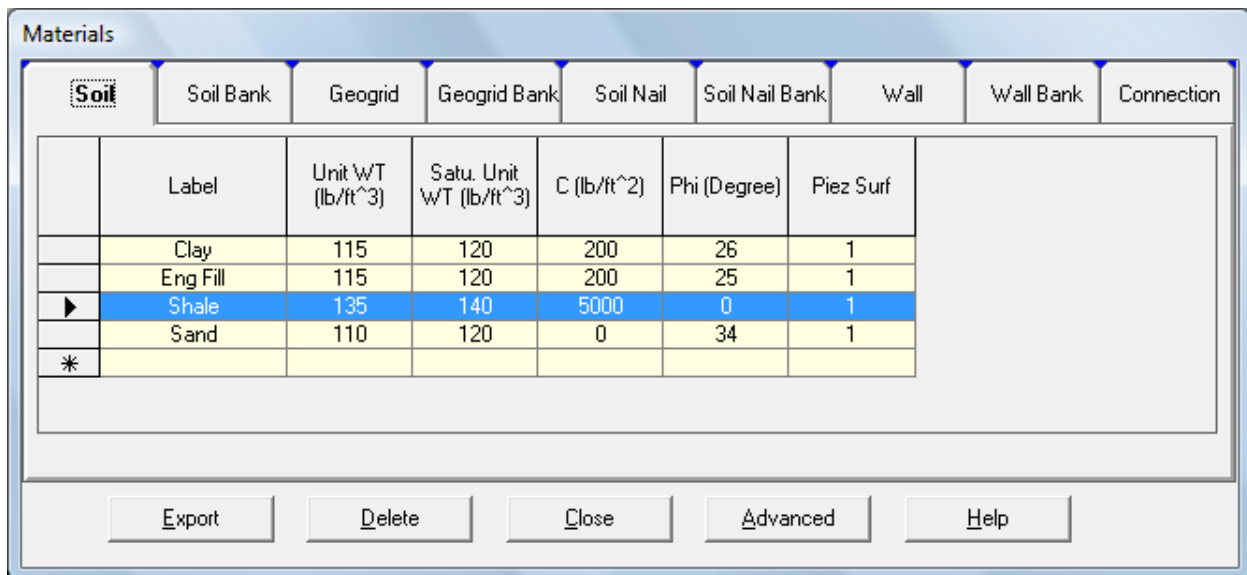 Materials
Soil Soil Bank Geogrid Geogrid Bank Soil Nail Soil Nail Bank Wall Wall Bank Connection
Label Unit WT (lb/ft^3) Satu. Unit WT (lb/ft^3) C (lb/ft^2) Phi (Degree) Piez Surf
Clay 115 120 200 26 1
Eng Fill 115 120 200 25 1
Shale 135 140 5000 0 1
Sand 110 120 0 34 1
Export Delete Close Advanced Help